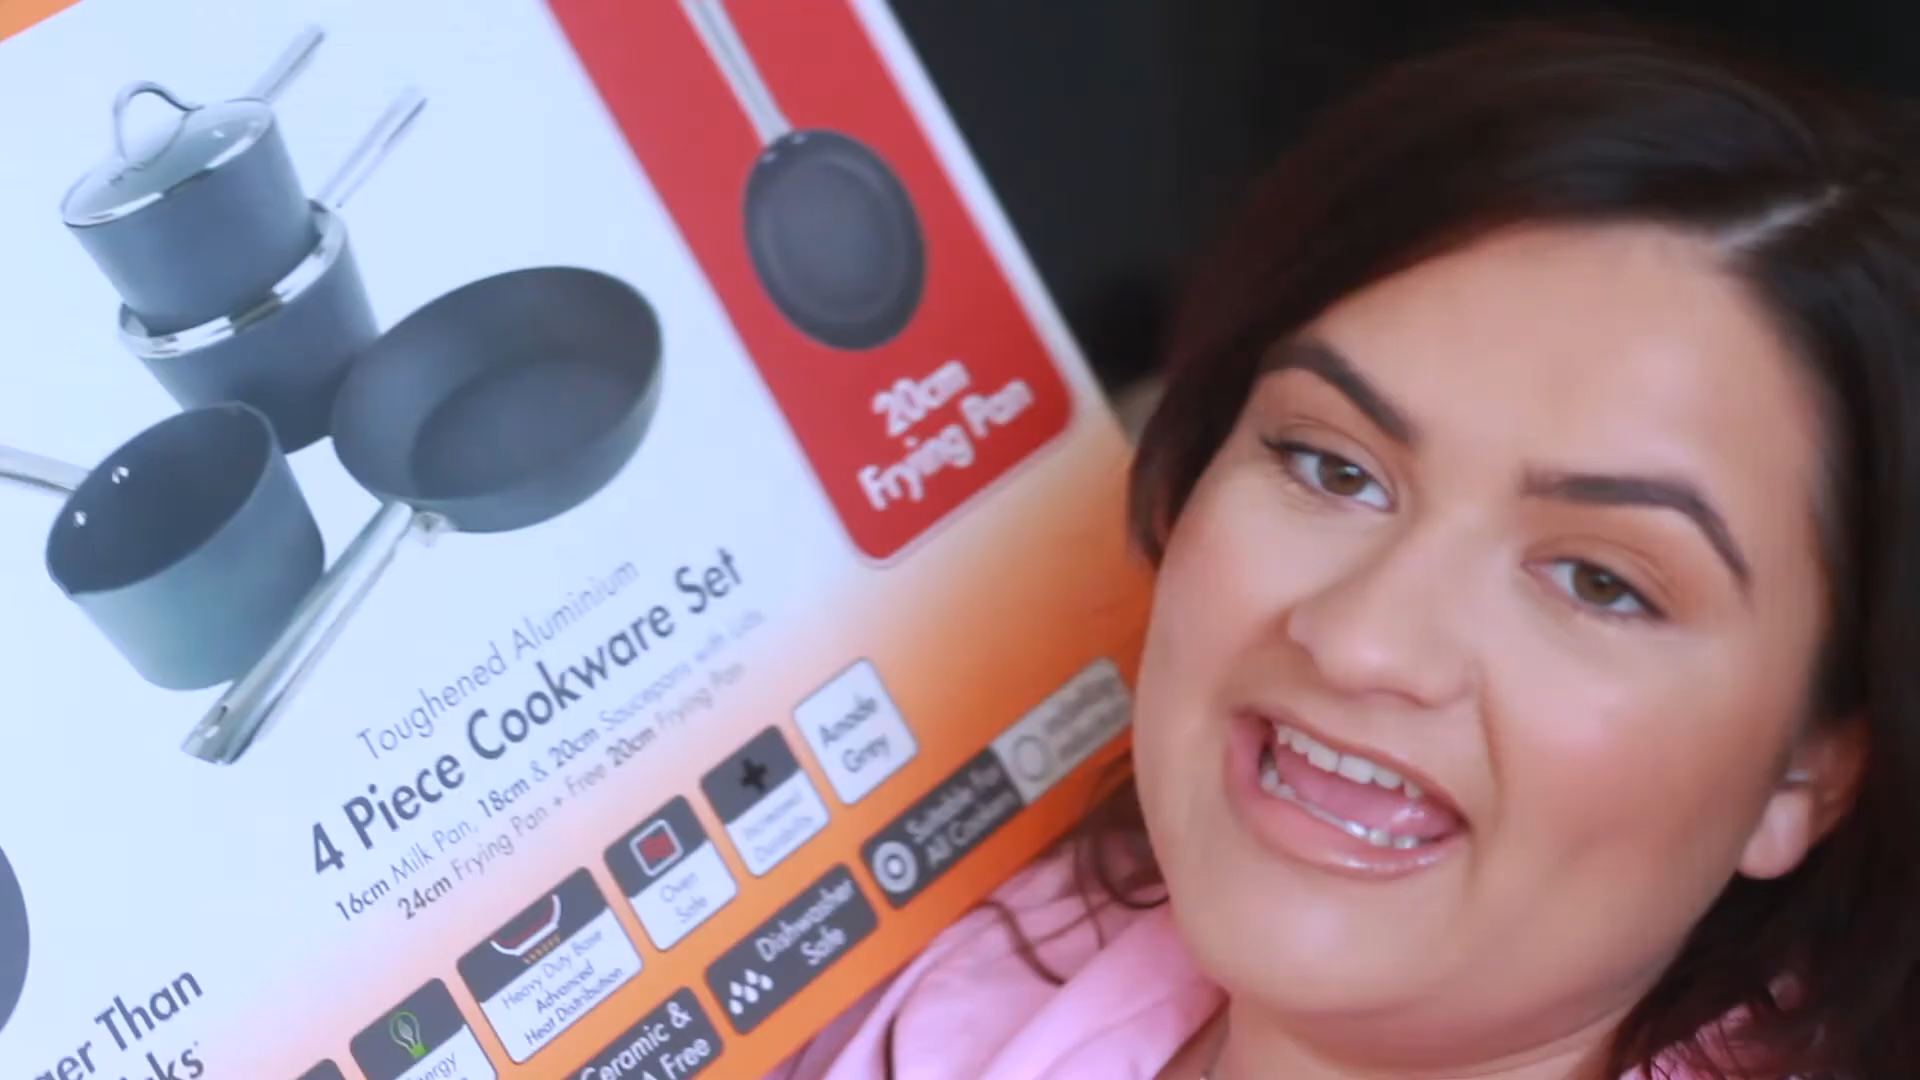 20cm
Frying Pan
Toughened Aluminium
4 Piece Cookware Set
16cm Milk Pan, 18cm & 20cm Saucepans with Lids
24cm Frying Pan + Free 20cm Frying Pan
Anode
Grey
Increased
Durability
Oven
Safe
Heavy Duty Base
Advanced
Heat Distribution
Suitable For
All Cookers
Dishwasher
Safe
Ceramic &
Free
Than